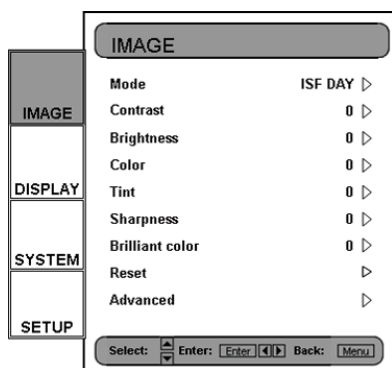 IMAGE
IMAGE
DISPLAY
SYSTEM
SETUP
Mode ISF DAY
Contrast 0
Brightness 0
Color 0
Tint 0
Sharpness 0
Brilliant color 0
Reset
Advanced
Select: Enter: Enter Back: Menu